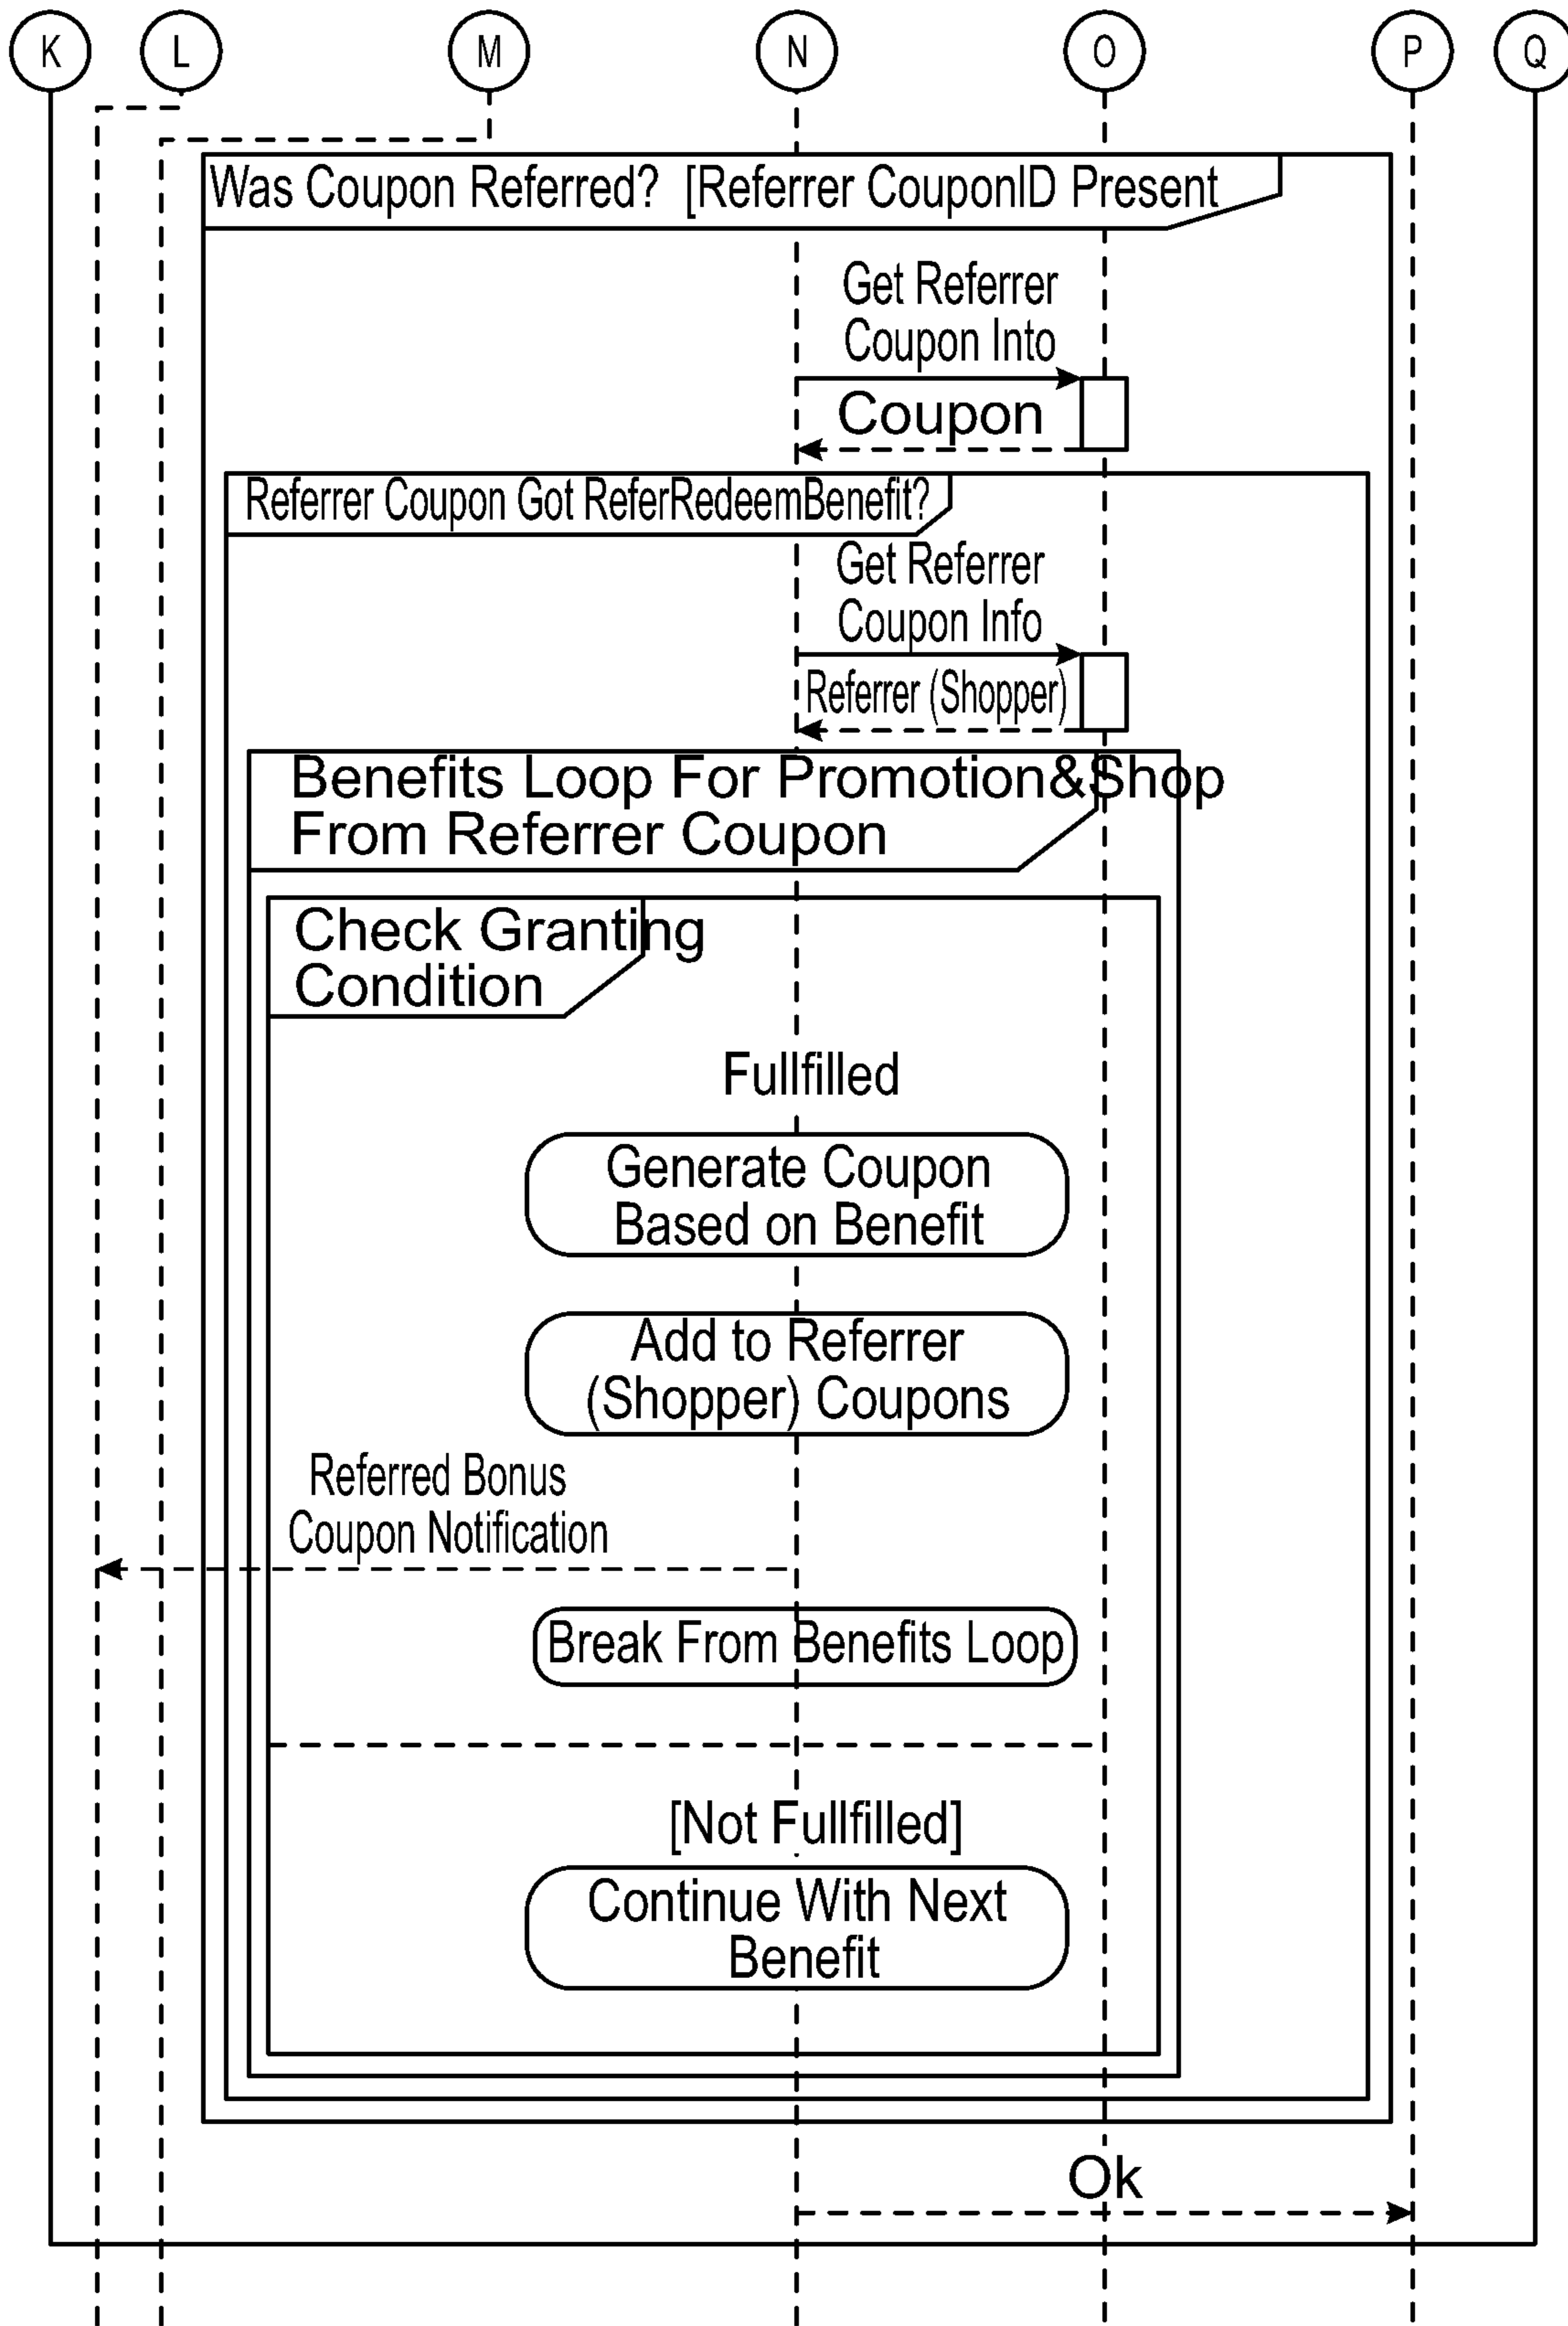 K L M N O P Q
Was Coupon Referred? [Referrer CouponID Present
Get Referrer
Coupon Into
Coupon
Referrer Coupon Got ReferRedeemBenefit?
Get Referrer
Coupon Info
Referrer (Shopper)
Benefits Loop For Promotion&Shop
From Referrer Coupon
Check Granting
Condition
Fullfilled
Generate Coupon
Based on Benefit
Add to Referrer
(Shopper) Coupons
Referred Bonus
Coupon Notification
Break From Benefits Loop
[Not Fullfilled]
Continue With Next
Benefit
Ok